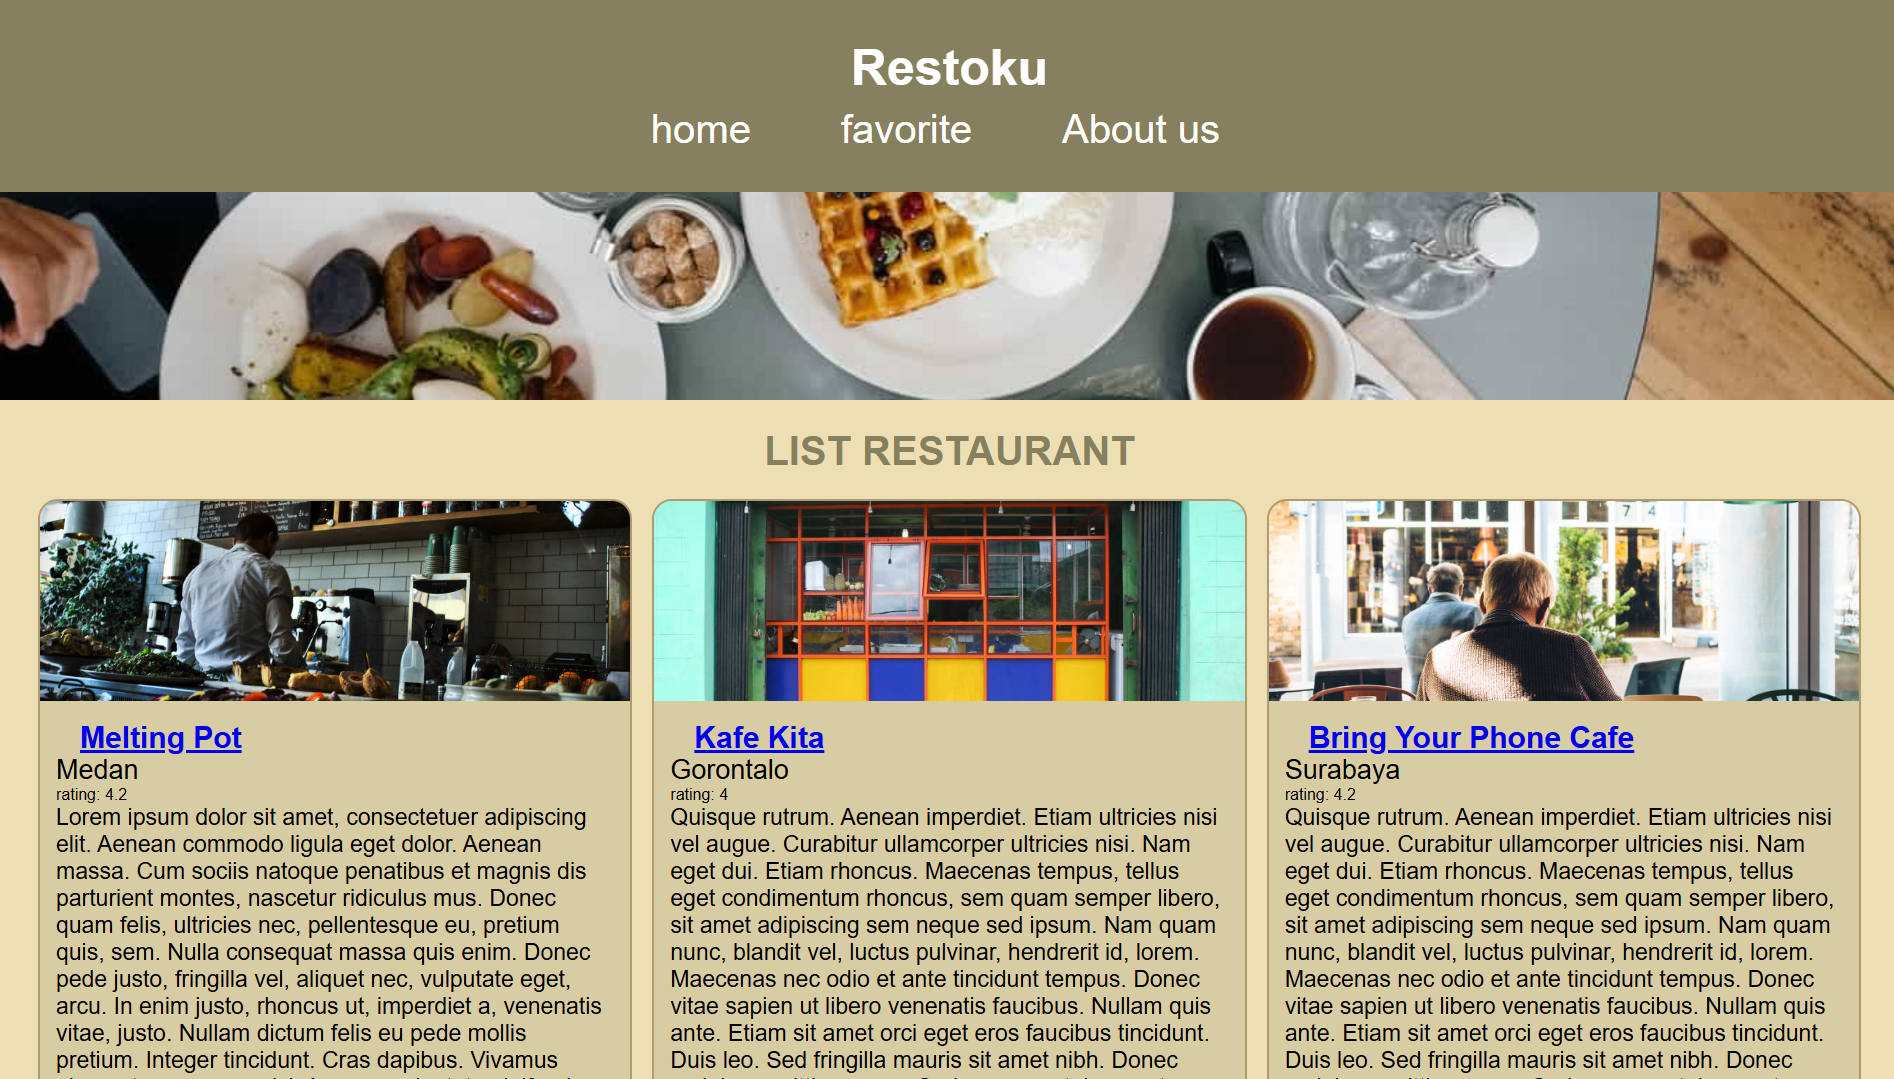 Restoku
home favorite About us
LIST RESTAURANT
7 4
Melting Pot
Medan
rating: 4.2
Lorem ipsum dolor sit amet, consectetuer adipiscing
elit. Aenean commodo ligula eget dolor. Aenean
massa. Cum sociis natoque penatibus et magnis dis
parturient montes, nascetur ridiculus mus. Donec
quam felis, ultricies nec, pellentesque eu, pretium
quis, sem. Nulla consequat massa quis enim. Donec
pede justo, fringilla vel, aliquet nec, vulputate eget,
arcu. In enim justo, rhoncus ut, imperdiet a, venenatis
vitae, justo. Nullam dictum felis eu pede mollis
pretium. Integer tincidunt. Cras dapibus. Vivamus
Kafe Kita
Gorontalo
rating: 4
Quisque rutrum. Aenean imperdiet. Etiam ultricies nisi
vel augue. Curabitur ullamcorper ultricies nisi. Nam
eget dui. Etiam rhoncus. Maecenas tempus, tellus
eget condimentum rhoncus, sem quam semper libero,
sit amet adipiscing sem neque sed ipsum. Nam quam
nunc, blandit vel, luctus pulvinar, hendrerit id, lorem.
Maecenas nec odio et ante tincidunt tempus. Donec
vitae sapien ut libero venenatis faucibus. Nullam quis
ante. Etiam sit amet orci eget eros faucibus tincidunt.
Duis leo. Sed fringilla mauris sit amet nibh. Donec
Bring Your Phone Cafe
Surabaya
rating: 4.2
Quisque rutrum. Aenean imperdiet. Etiam ultricies nisi
vel augue. Curabitur ullamcorper ultricies nisi. Nam
eget dui. Etiam rhoncus. Maecenas tempus, tellus
eget condimentum rhoncus, sem quam semper libero,
sit amet adipiscing sem neque sed ipsum. Nam quam
nunc, blandit vel, luctus pulvinar, hendrerit id, lorem.
Maecenas nec odio et ante tincidunt tempus. Donec
vitae sapien ut libero venenatis faucibus. Nullam quis
ante. Etiam sit amet orci eget eros faucibus tincidunt.
Duis leo. Sed fringilla mauris sit amet nibh. Donec